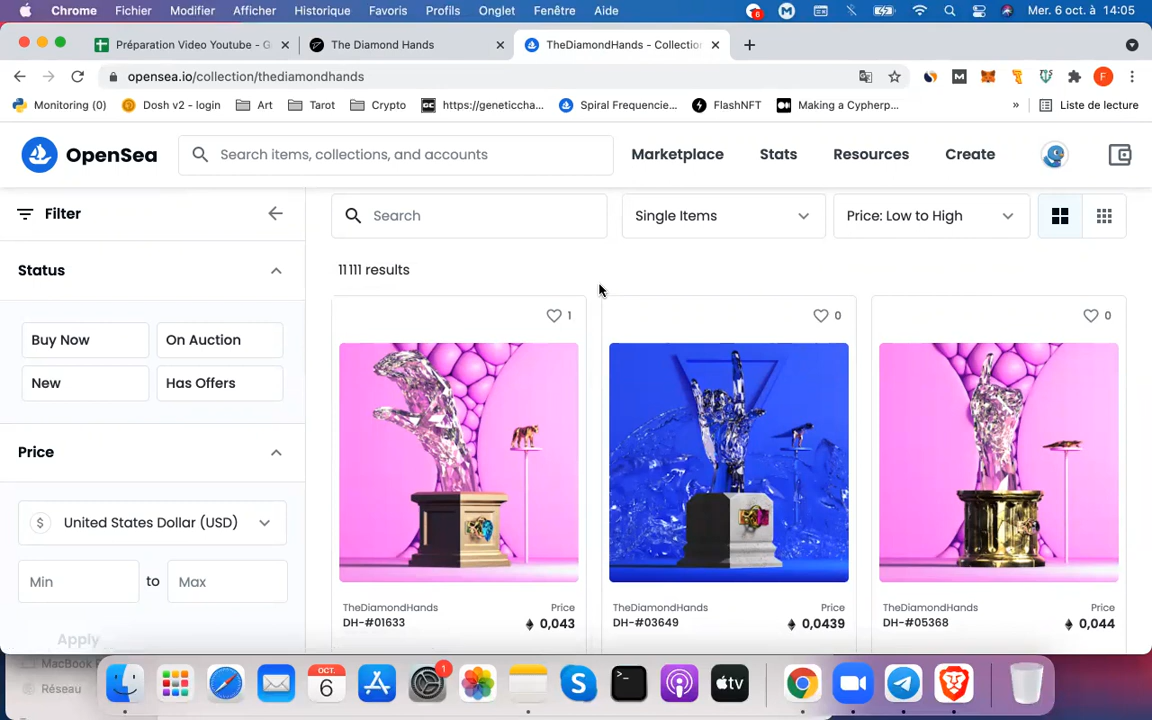 Chrome Fichier Modifier Afficher Historique Favoris Profils Onglet Fenêtre Aide 6 Mer. 6 oct. à 14:05
Préparation Video Youtube - G The Diamond Hands TheDiamondHands - Collection
opensea.io/collection/thediamondhands F
Monitoring (0) Dosh v2 - login Art Tarot Crypto https://geneticcha... Spiral Frequencie... FlashNFT Making a Cypherp... » Liste de lecture
OpenSea Search items, collections, and accounts Marketplace Stats Resources Create
Filter Search Single Items Price: Low to High
Status
11111 results
1 0 0
Buy Now On Auction
New Has Offers
Price
$ United States Dollar (USD)
Min to Max
Apply
TheDiamondHands Price TheDiamondHands Price TheDiamondHands Price
DH-#01633 0,043 DH-#03649 0,0439 DH-#05368 0,044
Réseau
OCT.
6
1
tv